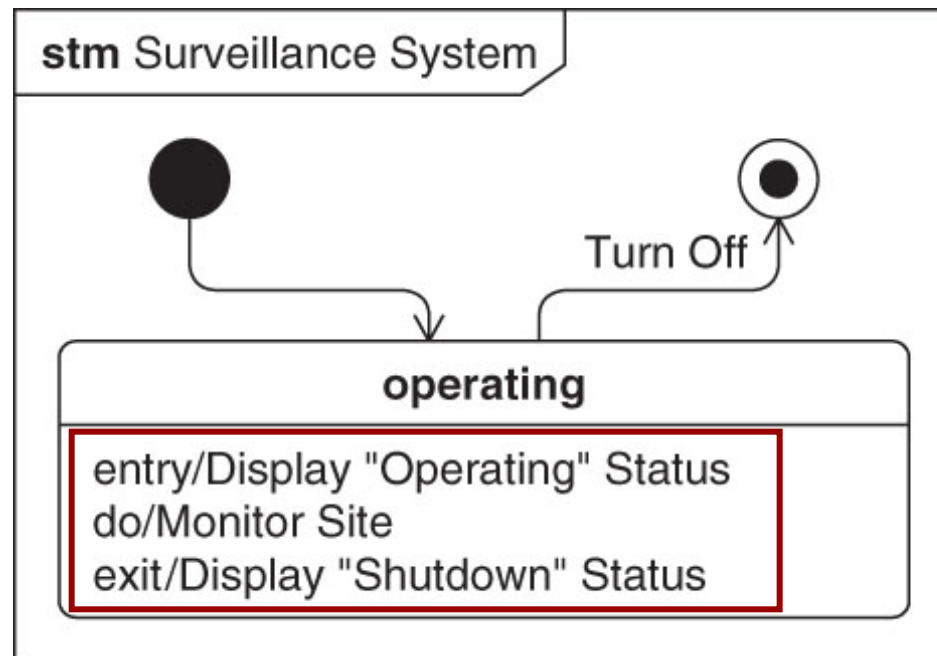 stm Surveillance System
Turn Off
operating
entry/Display "Operating" Status
do/Monitor Site
exit/Display "Shutdown" Status